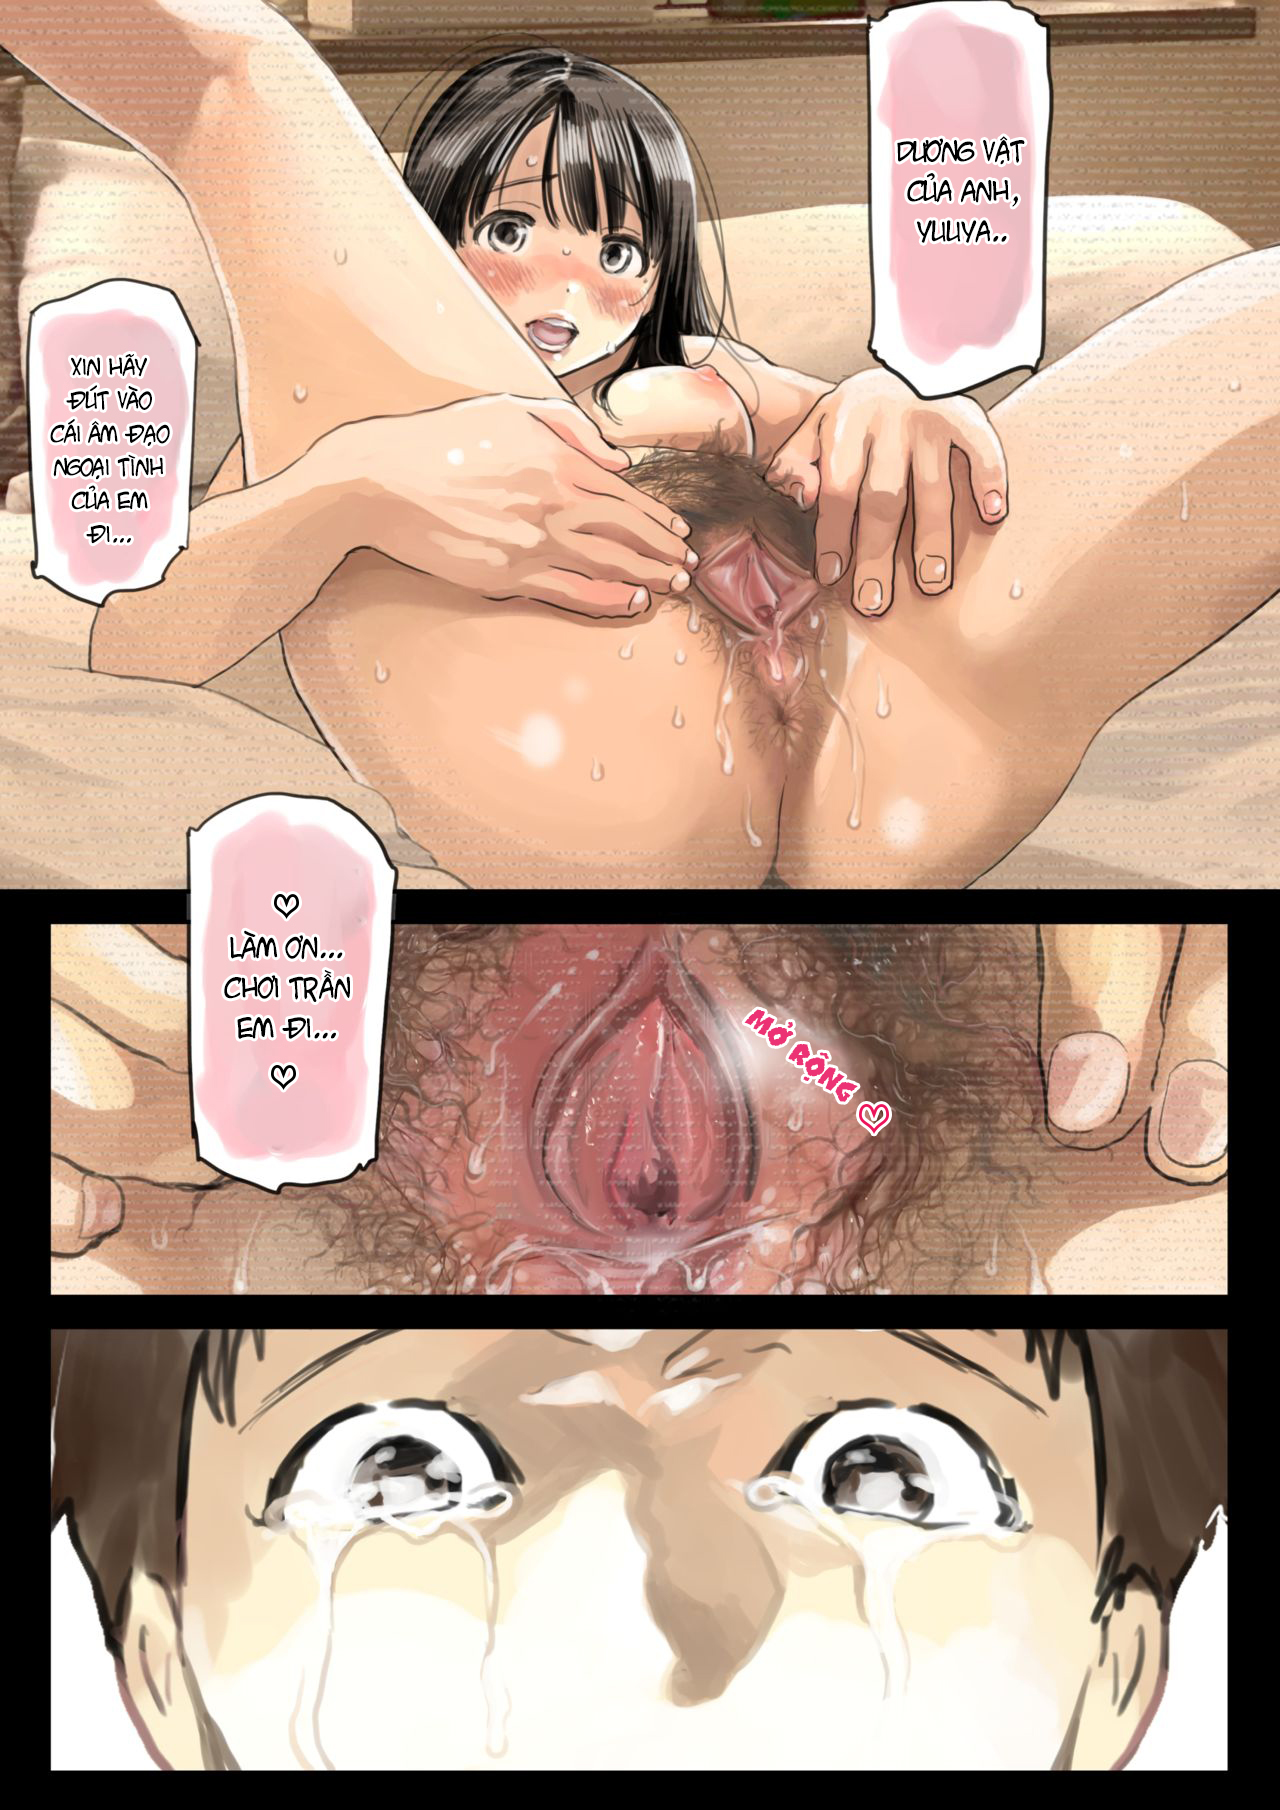 DƯƠNG VẬT
CỦA ANH,
YUUYA..
XIN HÃY
ĐÚT VÀO
CÁI ÂM ĐẠO
NGOẠI TÌNH
CỦA EM
ĐI...
♡
LÀM ƠN...
CHƠI TRẦN
EM ĐI...
♡
MỞ RỘNG ♡